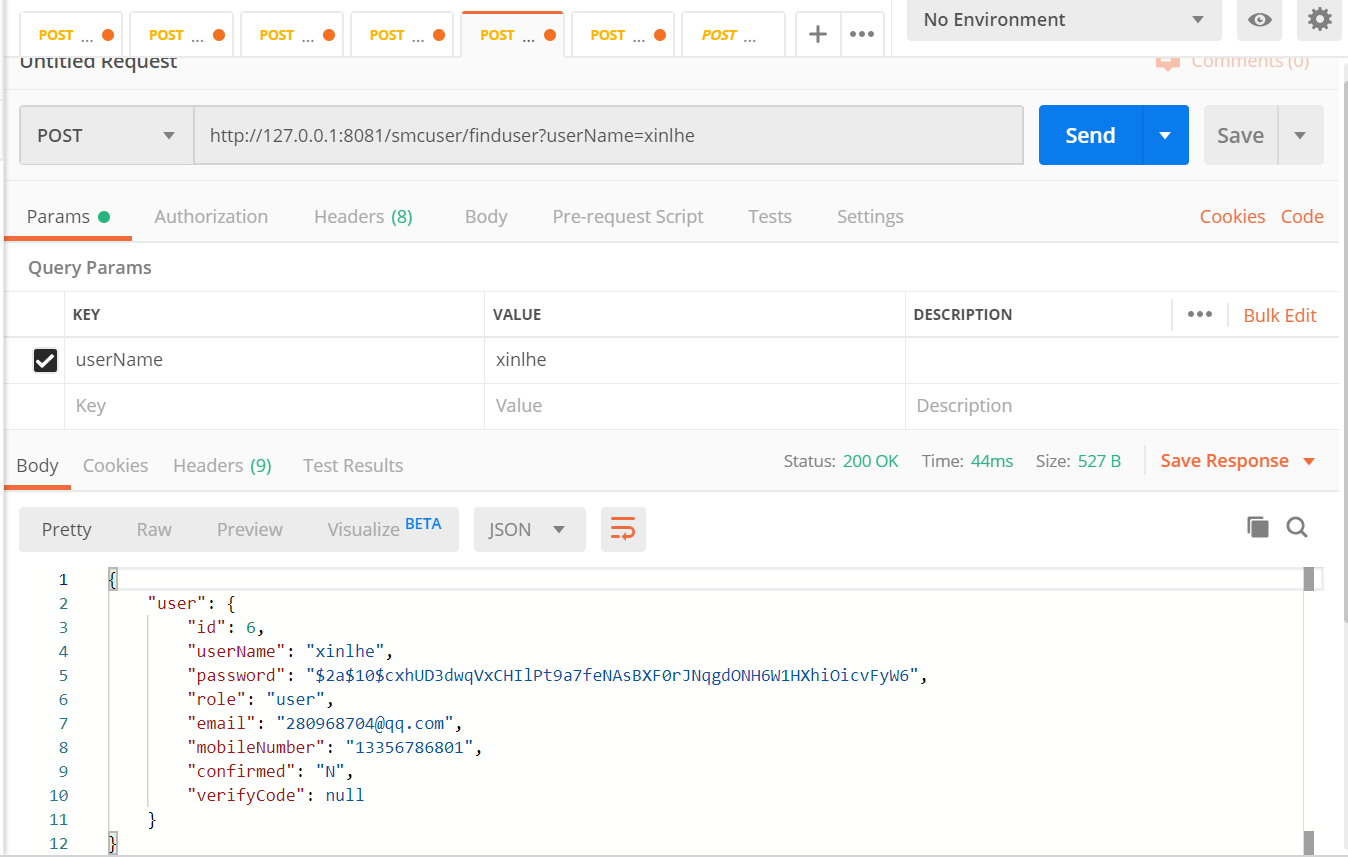 POST ... POST ... POST ... POST ... POST ... POST ... POST ... No Environment
Untitled Request Comments (0)
POST http://127.0.0.1:8081/smcuser/finduser?userName=xinlhe Send Save
Params Authorization Headers (8) Body Pre-request Script Tests Settings Cookies Code
Query Params
KEY VALUE DESCRIPTION Bulk Edit
userName xinlhe
Key Value Description
Body Cookies Headers (9) Test Results Status: 200 OK Time: 44ms Size: 527 B Save Response
Pretty Raw Preview Visualize BETA JSON
1 {
2 "user": {
3 "id": 6,
4 "userName": "xinlhe",
5 "password": "$2a$10$cxhUD3dwqVxCHIlPt9a7feNAsBXF0rJNqgdONH6W1HXhiOicvFyW6",
6 "role": "user",
7 "email": "280968704@qq.com",
8 "mobileNumber": "13356786801",
9 "confirmed": "N",
10 "verifyCode": null
11 }
12 }